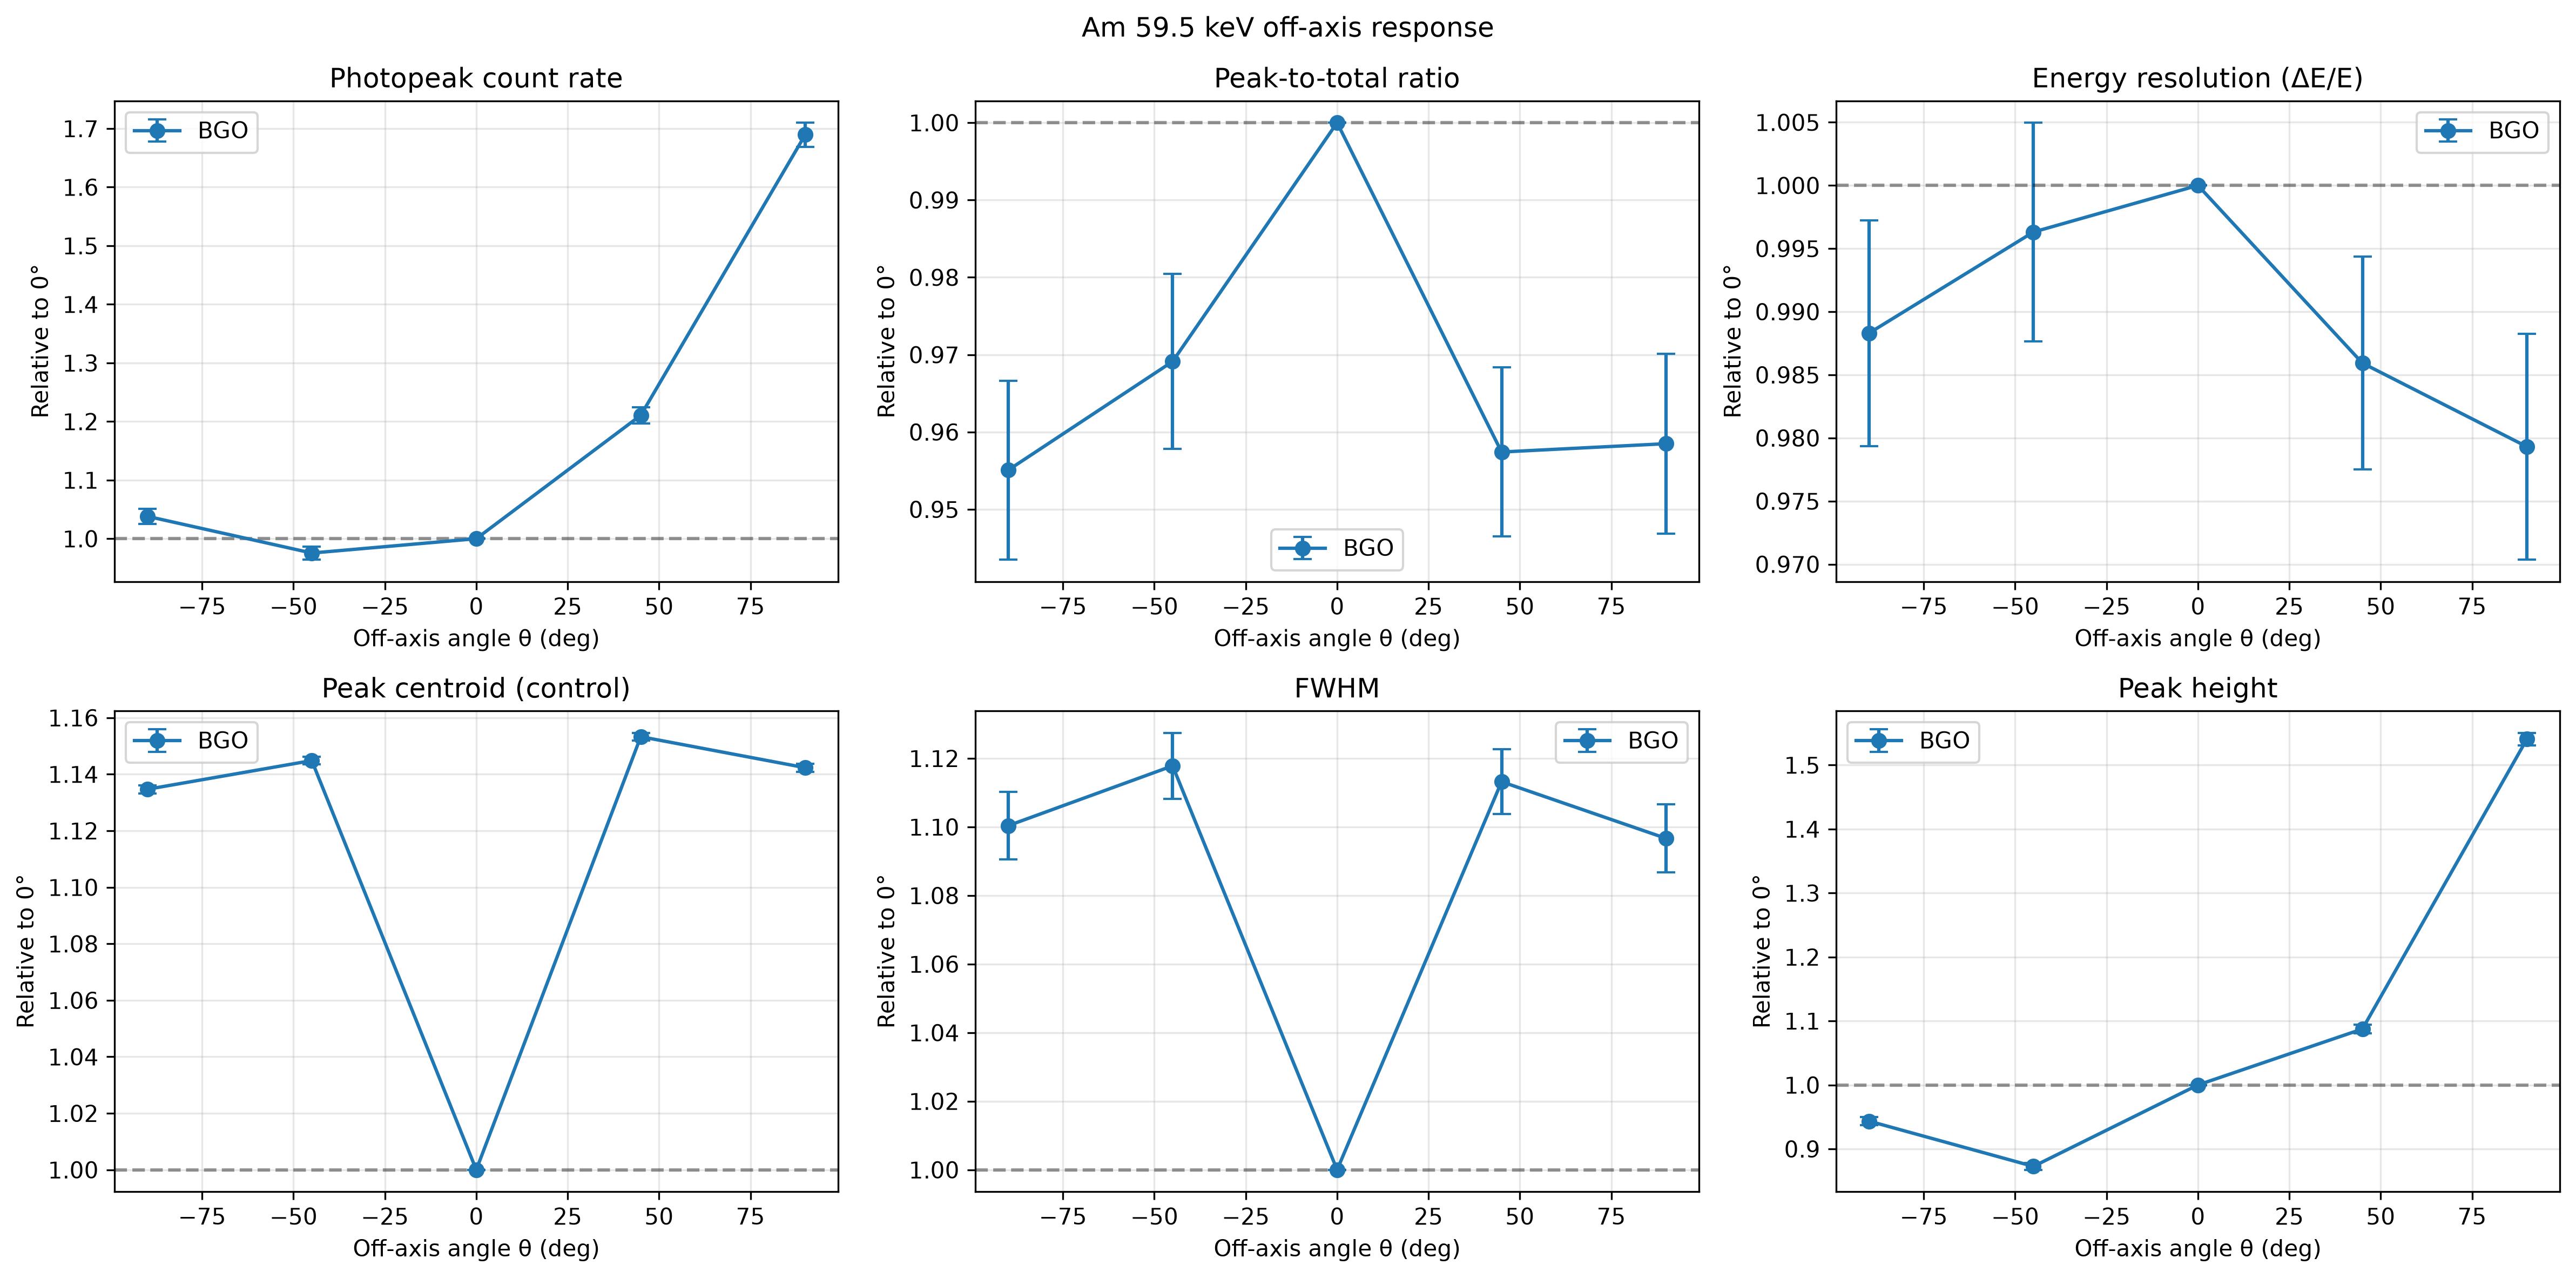 Am 59.5 keV off-axis response
Photopeak count rate
1.7
1.6
1.5
1.4
1.3
1.2
1.1
1.0
Relative to 0°
BGO
−75 −50 −25 0 25 50 75
Off-axis angle θ (deg)
Peak-to-total ratio
1.00
0.99
0.98
0.97
0.96
0.95
Relative to 0°
BGO
−75 −50 −25 0 25 50 75
Off-axis angle θ (deg)
Energy resolution (ΔE/E)
1.005
1.000
0.995
0.990
0.985
0.980
0.975
0.970
Relative to 0°
BGO
−75 −50 −25 0 25 50 75
Off-axis angle θ (deg)
Peak centroid (control)
1.16
1.14
1.12
1.10
1.08
1.06
1.04
1.02
1.00
Relative to 0°
BGO
−75 −50 −25 0 25 50 75
Off-axis angle θ (deg)
FWHM
1.12
1.10
1.08
1.06
1.04
1.02
1.00
Relative to 0°
BGO
−75 −50 −25 0 25 50 75
Off-axis angle θ (deg)
Peak height
1.5
1.4
1.3
1.2
1.1
1.0
0.9
Relative to 0°
BGO
−75 −50 −25 0 25 50 75
Off-axis angle θ (deg)